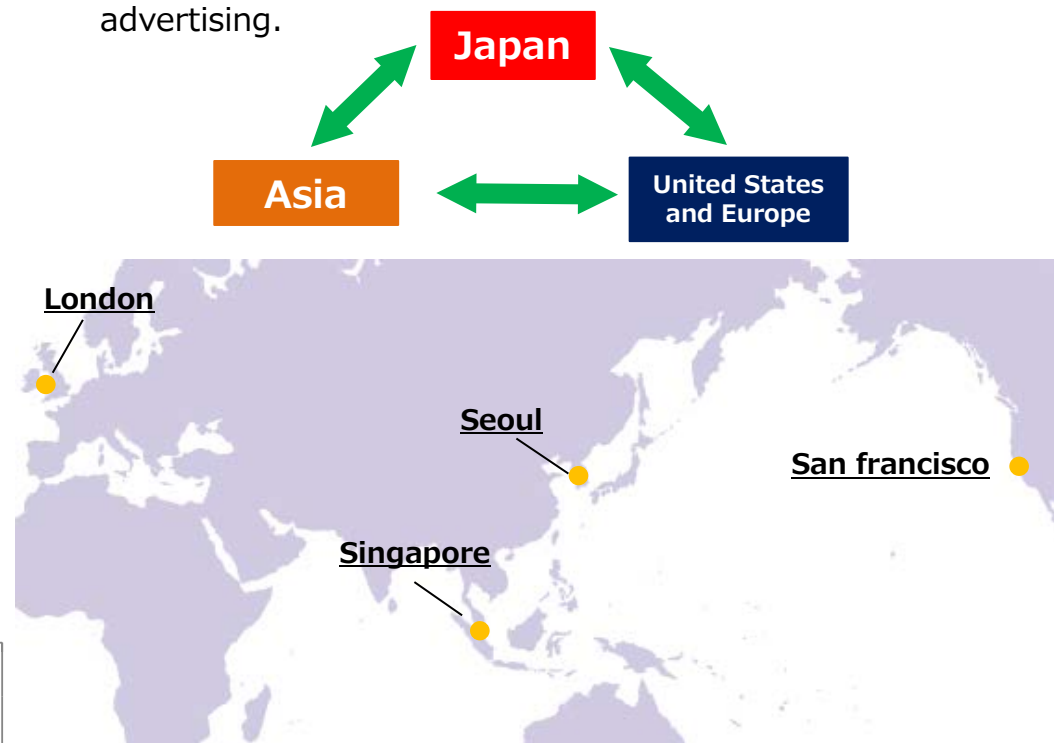 advertising.
Japan
Asia
United States
and Europe
London
Seoul
San francisco
Singapore